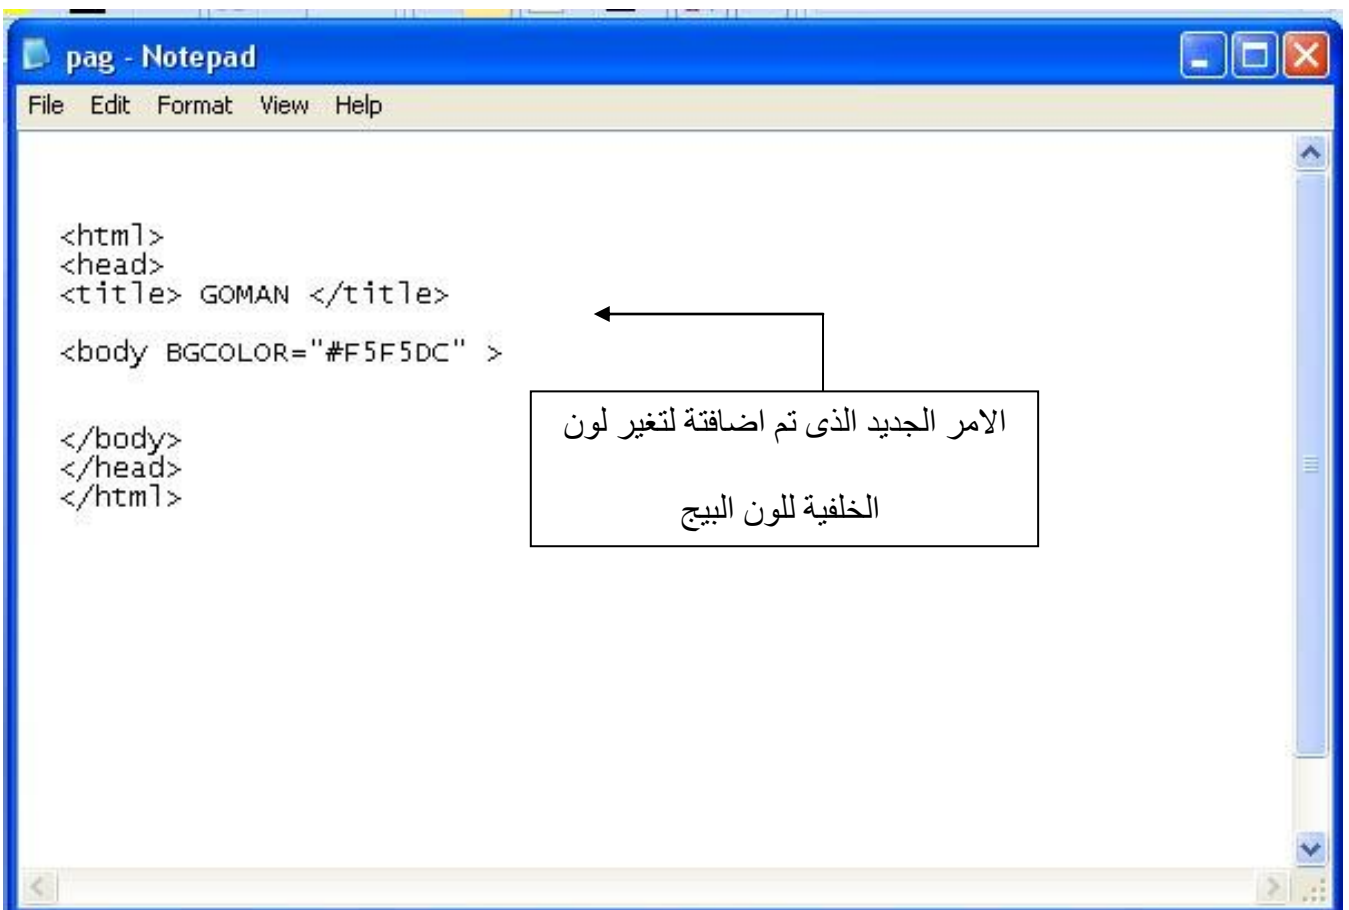 pag - Notepad
File Edit Format View Help
<html>
<head>
<title> GOMAN </title>
<body BGCOLOR="#F5F5DC" >
الامر الجديد الذى تم اضافتة لتغير لون
الخلفية للون البيج
</body>
</head>
</html>